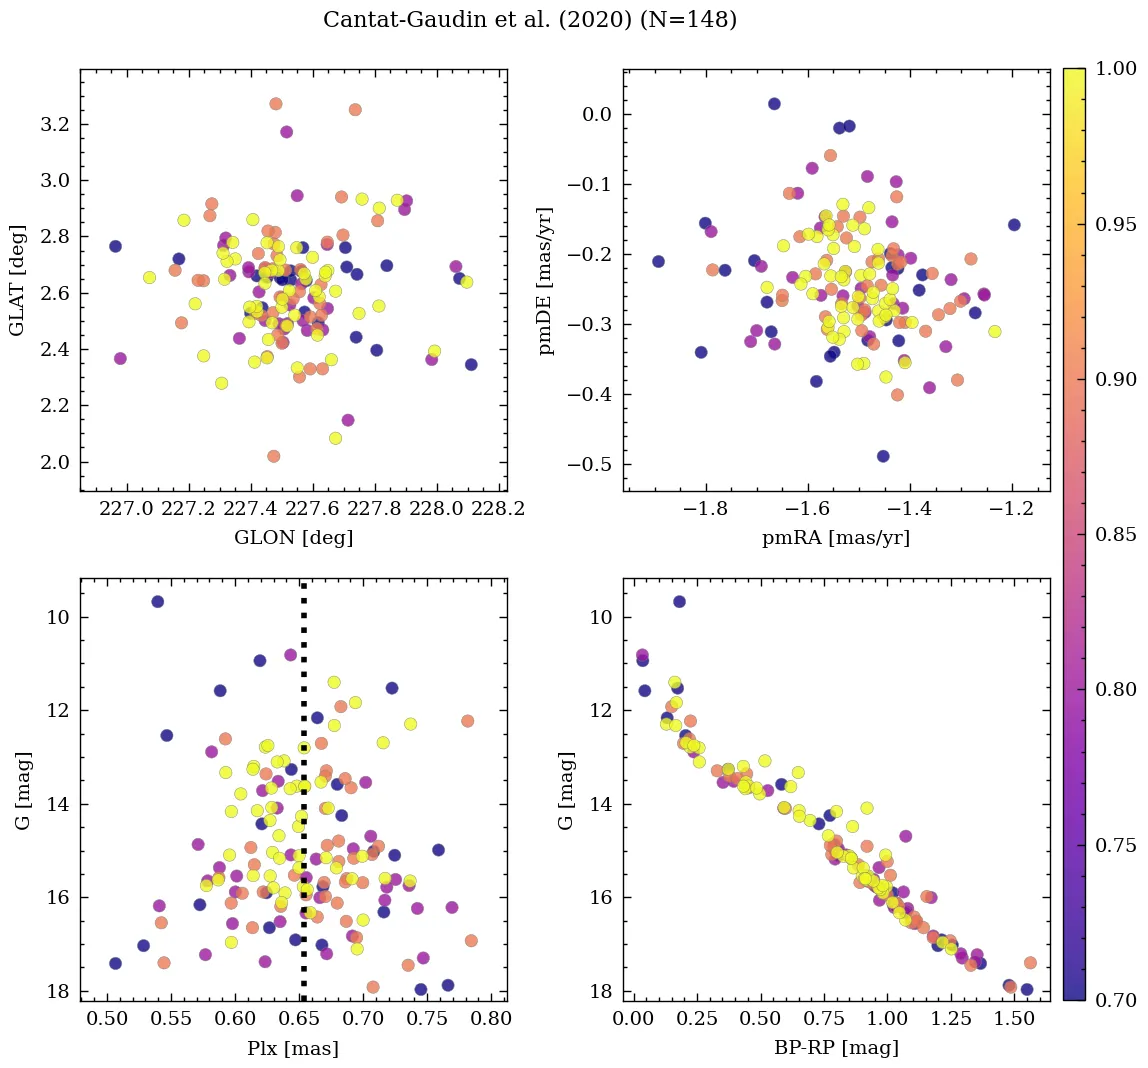 Cantat-Gaudin et al. (2020) (N=148)
3.2
3.0
2.8
2.6
2.4
2.2
2.0
GLAT [deg]
227.0 227.2 227.4 227.6 227.8 228.0 228.2
GLON [deg]
0.0
−0.1
−0.2
−0.3
−0.4
−0.5
pmDE [mas/yr]
−1.8 −1.6 −1.4 −1.2
pmRA [mas/yr]
10
12
14
16
18
G [mag]
0.50 0.55 0.60 0.65 0.70 0.75 0.80
Plx [mas]
10
12
14
16
18
G [mag]
0.00 0.25 0.50 0.75 1.00 1.25 1.50
BP-RP [mag]
1.00
0.95
0.90
0.85
0.80
0.75
0.70